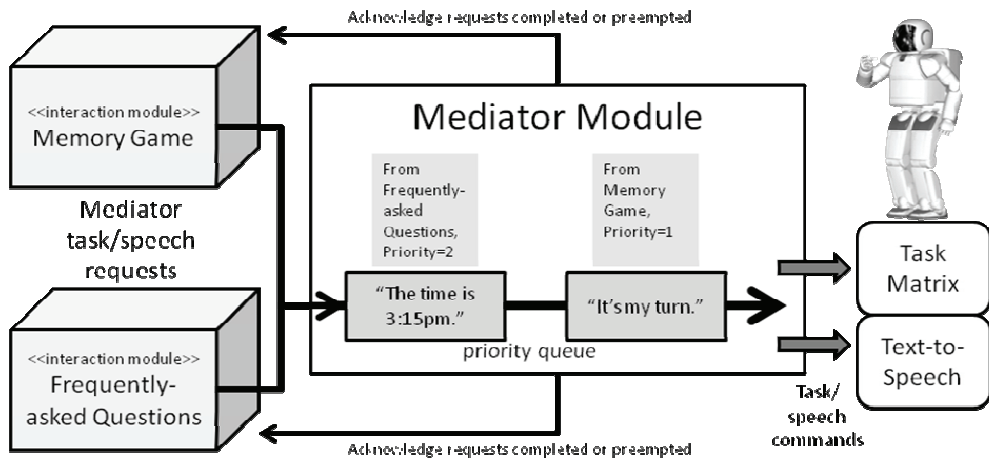 Acknowledge requests completed or preempted
<<interaction module>>
Memory Game
Mediator
task/speech
requests
<<interaction module>>
Frequently-
asked Questions
Mediator Module
From
Frequently-
asked
Questions,
Priority=2
From
Memory
Game,
Priority=1
“The time is
3:15pm.”
“It’s my turn.”
priority queue
Task
Matrix
Text-to-
Speech
Task/
speech
commands
Acknowledge requests completed or preempted